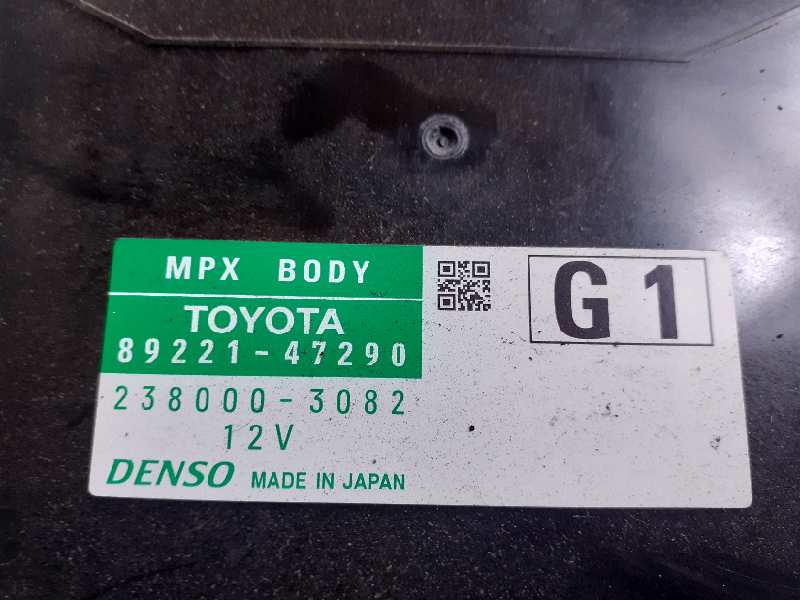 MPX BODY
TOYOTA
89221-47290
238000-3082
12V
DENSO MADE IN JAPAN
G1